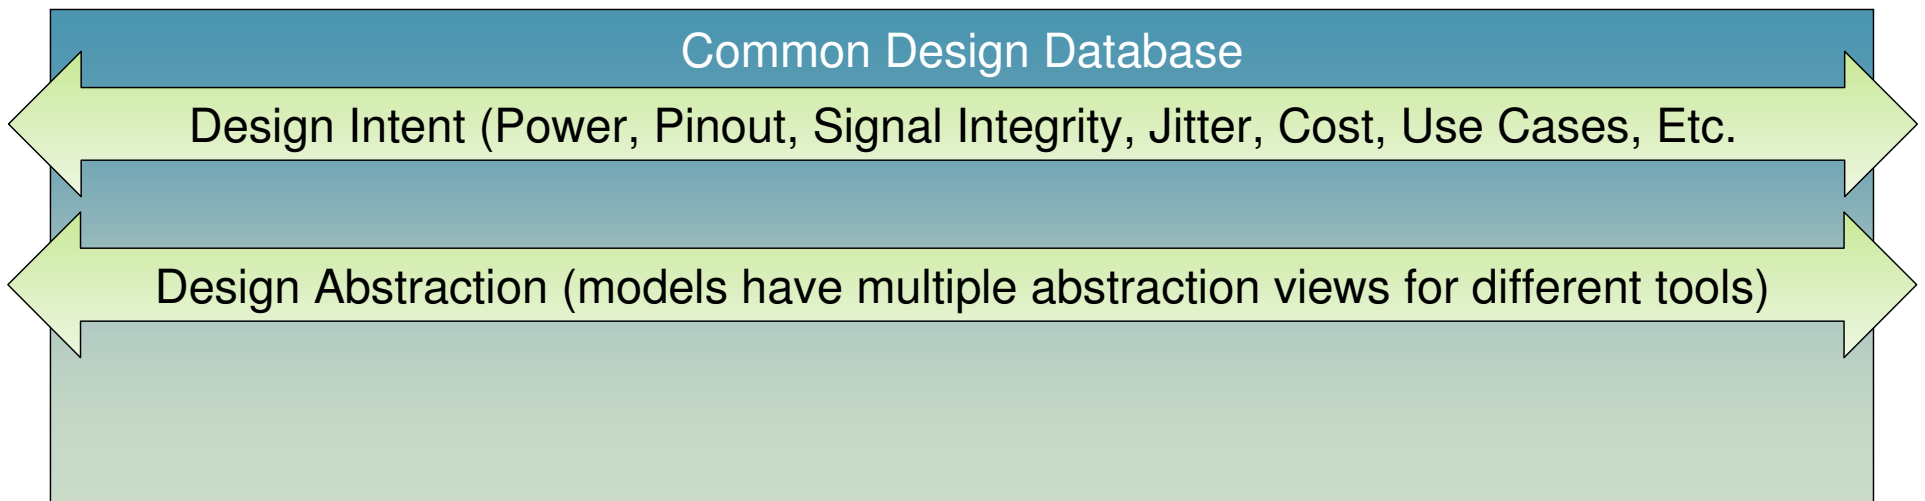 Common Design Database
Design Intent (Power, Pinout, Signal Integrity, Jitter, Cost, Use Cases, Etc.
Design Abstraction (models have multiple abstraction views for different tools)